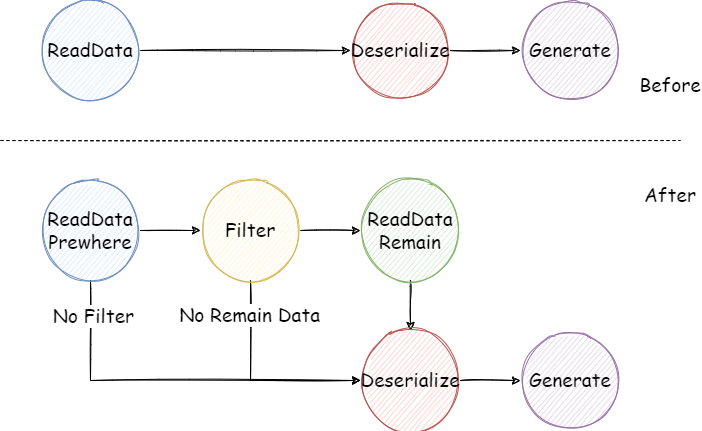 ReadData
Deserialize
Generate
Before
After
ReadData
Prewhere
Filter
ReadData
Remain
No Filter
No Remain Data
Deserialize
Generate